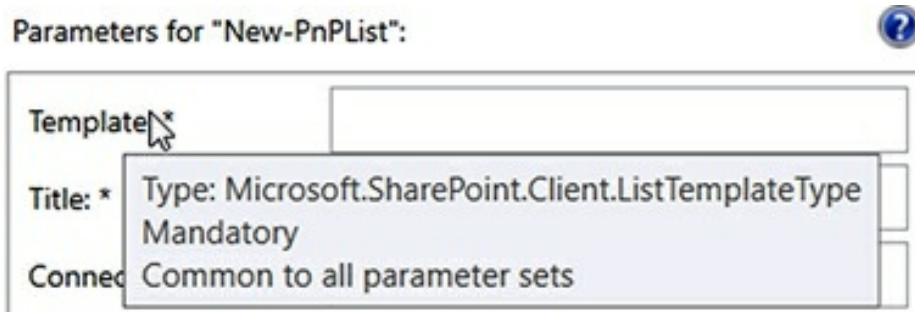 Parameters for "New-PnPList":
Template: *
Type: Microsoft.SharePoint.Client.ListTemplateType
Title: *
Mandatory
Common to all parameter sets